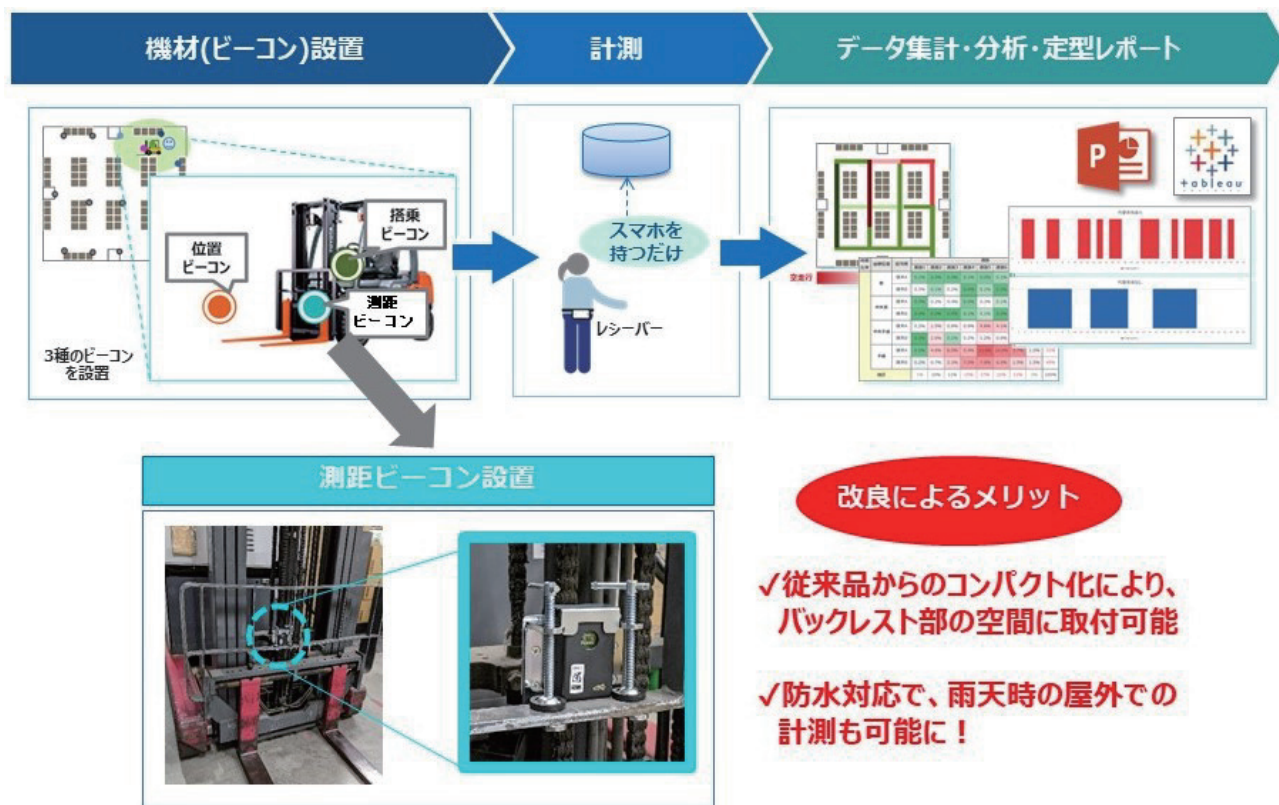 機材(ビーコン)設置
計測
データ集計・分析・定型レポート
位置
ビーコン
搭乗
ビーコン
測距
ビーコン
3種のビーコン
を設置
スマホを
持つだけ
レシーバー
P
+ableau
空走行
測距ビーコン設置
改良によるメリット
✓従来品からのコンパクト化により、
バックレスト部の空間に取付可能
✓防水対応で、雨天時の屋外での
計測も可能に！